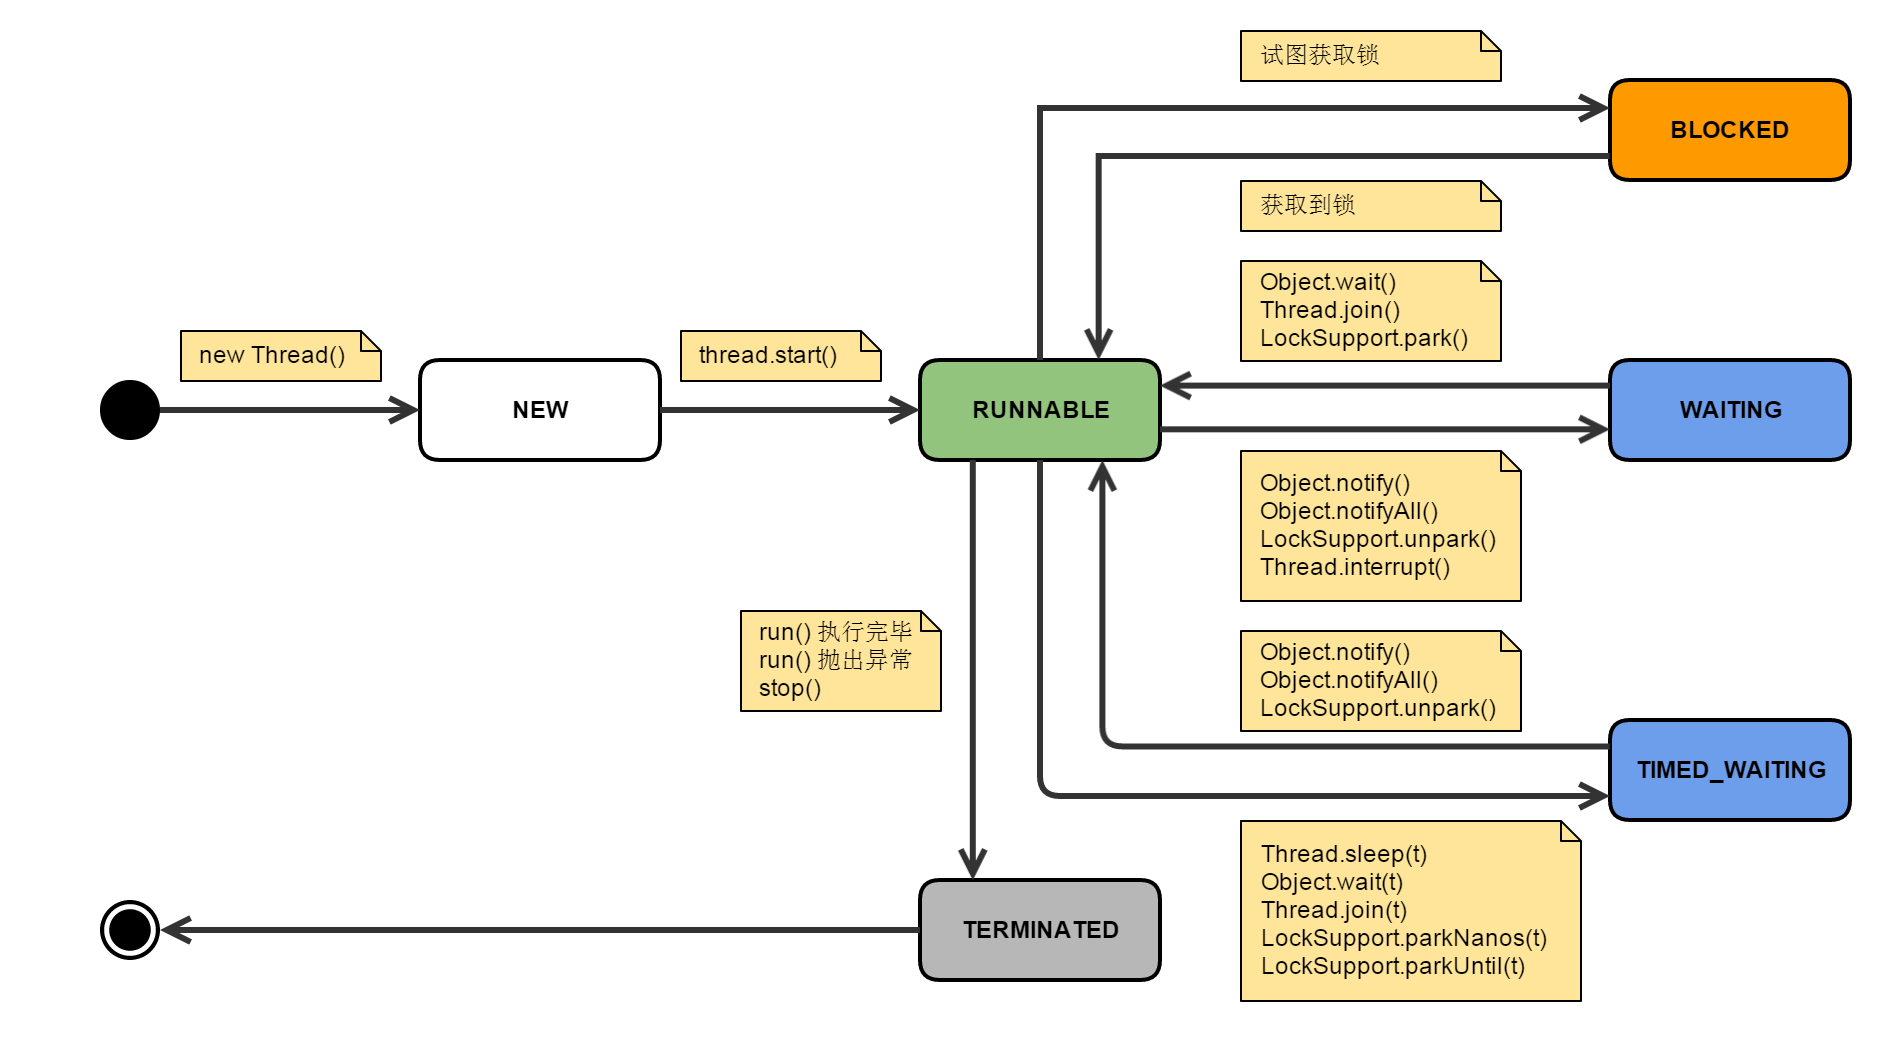 试图获取锁
BLOCKED
获取到锁
Object.wait()
Thread.join()
LockSupport.park()
new Thread()
thread.start()
NEW
RUNNABLE
WAITING
Object.notify()
Object.notifyAll()
LockSupport.unpark()
Thread.interrupt()
run() 执行完毕
run() 抛出异常
stop()
Object.notify()
Object.notifyAll()
LockSupport.unpark()
TIMED_WAITING
Thread.sleep(t)
Object.wait(t)
Thread.join(t)
LockSupport.parkNanos(t)
LockSupport.parkUntil(t)
TERMINATED